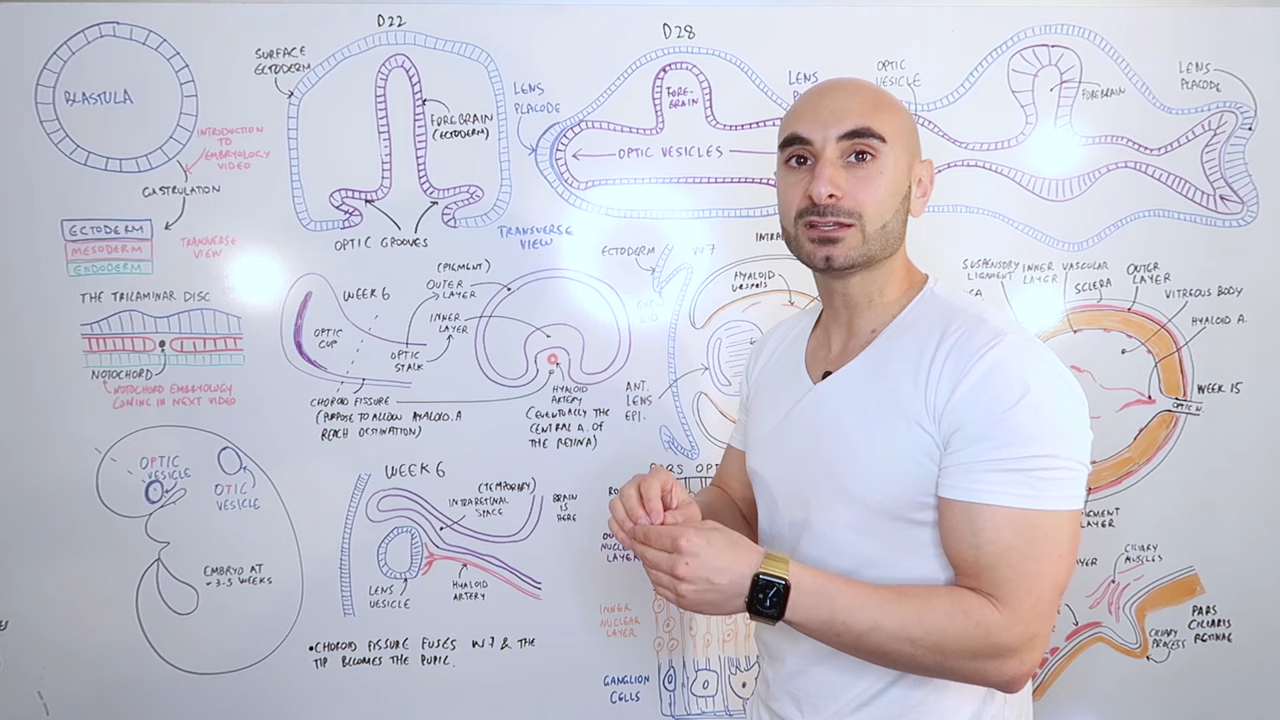 BLASTULA
INTRODUCTION
TO
EMBRYOLOGY
VIDEO
GASTRULATION
ECTODERM
MESODERM
ENDODERM
TRANSVERSE
VIEW
THE TRILAMINAR DISC
NOTOCHORD
NOTOCHORD EMBRYOLOGY
COMING IN NEXT VIDEO
OPTIC
VESICLE
OTIC
VESICLE
EMBRYO AT
~3.5 WEEKS
D22
SURFACE
ECTODERM
FOREBRAIN
(ECTODERM)
OPTIC GROOVES
TRANSVERSE
VIEW
D28
LENS
PLACODE
FORE-
BRAIN
OPTIC VESICLES
LENS
OPTIC
VESICLE
FOREBRAIN
LENS
PLACODE
WEEK 6
OPTIC
CUP
OPTIC
STALK
(PIGMENT)
OUTER
LAYER
INNER
LAYER
CHOROID FISSURE
(PURPOSE TO ALLOW HYALOID.A
REACH DESTINATION)
HYALOID
ARTERY
(EVENTUALLY THE
CENTRAL A. OF
THE RETINA)
WEEK 6
(TEMPORARY)
INTRARETINAL
SPACE
BRAIN
IS
HERE
LENS
VESICLE
HYALOID
ARTERY
•CHOROID FISSURE FUSES W7 & THE
TIP BECOMES THE PUPIL.
ECTODERM
W7
HYALOID
VESSELS
ANT.
LENS
EPI.
PARS
INNER
NUCLEAR
LAYER
GANGLION
CELLS
SUSPENSORY
LIGAMENT
INNER
LAYER
VASCULAR
SCLERA
OUTER
LAYER
VITREOUS BODY
HYALOID A.
WEEK 15
OPTIC N.
LAYER
CILIARY
MUSCLES
PARS
CILIARIS
RETINAE
CILIARY
PROCESS